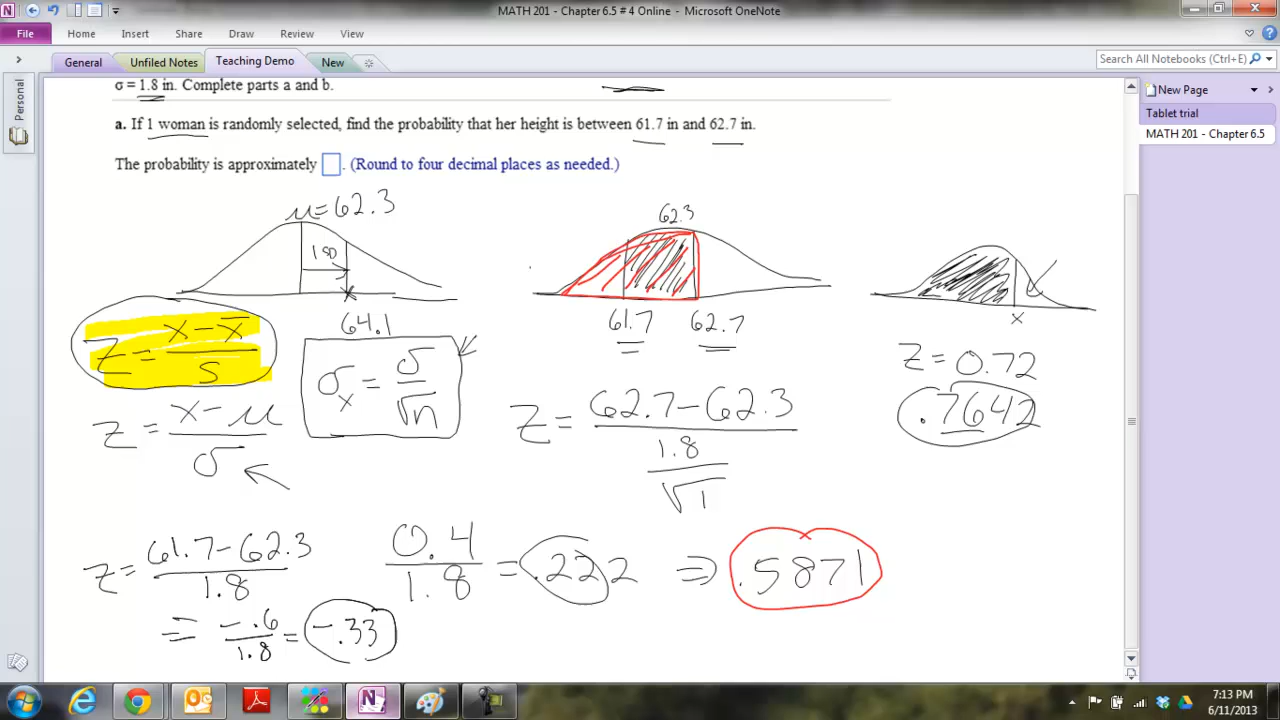 MATH 201 - Chapter 6.5 # 4 Online - Microsoft OneNote
File Home Insert Share Draw Review View
General Unfiled Notes Teaching Demo New Search All Notebooks (Ctrl+E)
Personal
New Page
Tablet trial
MATH 201 - Chapter 6.5
σ = 1.8 in. Complete parts a and b.
a. If 1 woman is randomly selected, find the probability that her height is between 61.7 in and 62.7 in.
The probability is approximately . (Round to four decimal places as needed.)
μ=62.3
1 SD
64.1
62.3
61.7 62.7
x
z = x-x̄ / s
σx = σ / √n
z = x-μ / σ
z = 62.7-62.3 / 1.8 / √1
z = 0.72
.7642
z = 61.7-62.3 / 1.8
= -.6 / 1.8 = -.33
0.4 / 1.8 = .222 ⇒ .5871
7:13 PM
6/11/2013